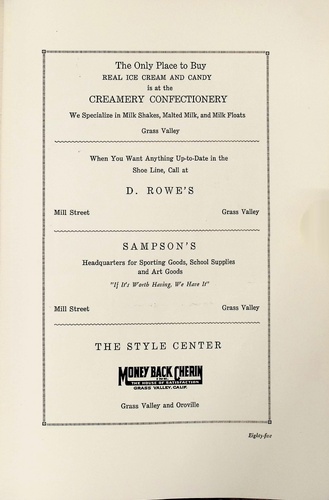 The Only Place to Buy
REAL ICE CREAM AND CANDY
is at the
CREAMERY CONFECTIONERY
We Specialize in Milk Shakes, Malted Milk, and Milk Floats
Grass Valley
When You Want Anything Up-to-Date in the
Shoe Line, Call at
D. ROWE'S
Mill Street Grass Valley
SAMPSON'S
Headquarters for Sporting Goods, School Supplies
and Art Goods
"If It's Worth Having, We Have It"
Mill Street Grass Valley
THE STYLE CENTER
MONEY BACK CHERIN
INC.
THE HOUSE OF SATISFACTION
GRASS VALLEY, CALIF.
Grass Valley and Oroville
Eighty-five